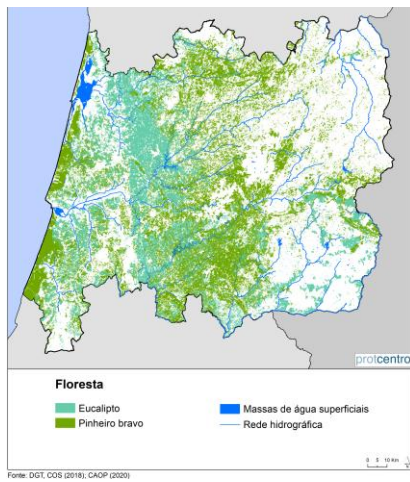 protcentro
Floresta
Eucalipto
Pinheiro bravo
Massas de água superficiais
Rede hidrográfica
0 5 10 Km
Fonte: DGT, COS (2018); CAOP (2020)